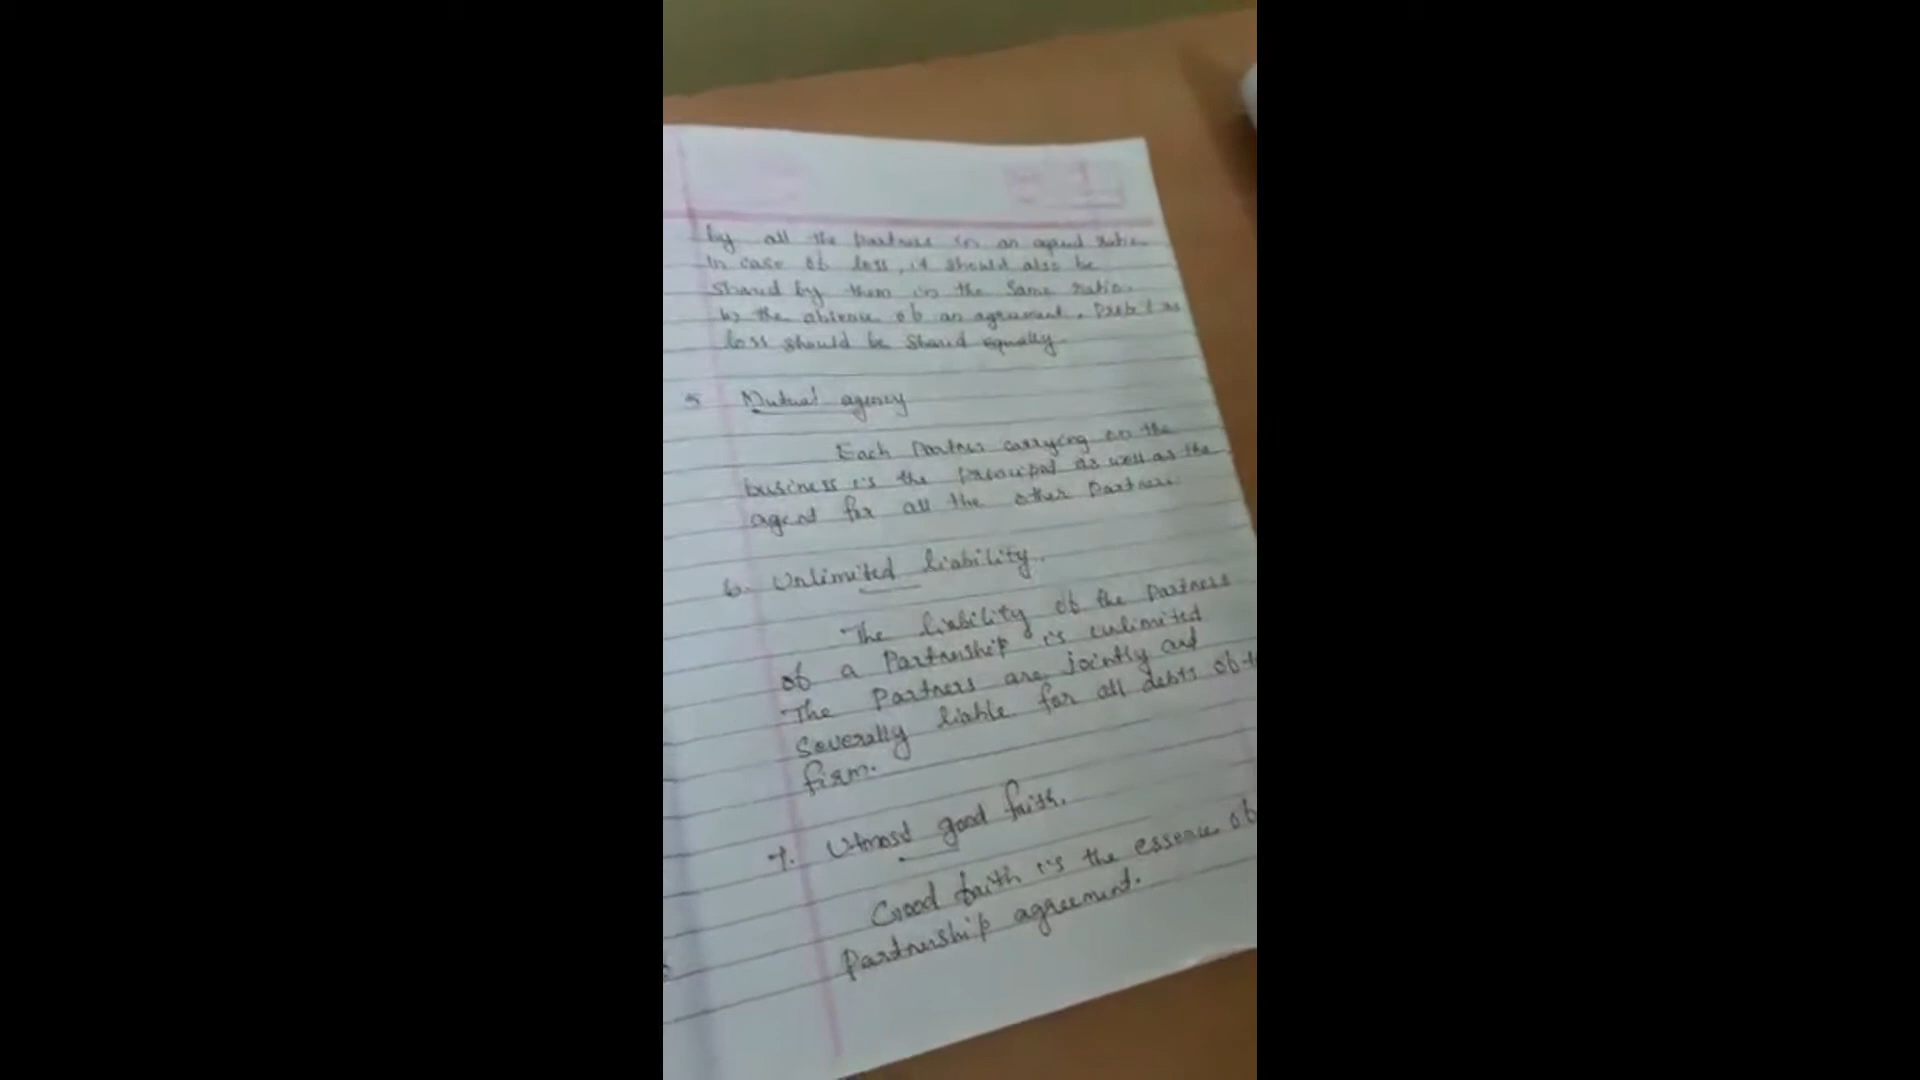 by all the partners in an agreed ratio.
In case of loss, it should also be
shared by them in the same ratio.
In the absence of an agreement, Profit or
loss should be shared equally
5 Mutual agency
Each Partner carrying on the
business is the Principal as well as the
agent for all the other Partners
6. Unlimited liability.
The liability of the Partners
of a Partnership is unlimited
The Partners are jointly and
Severally liable for all debts of
firm.
7. Utmost good faith.
Good faith is the essence of
Partnership agreement.